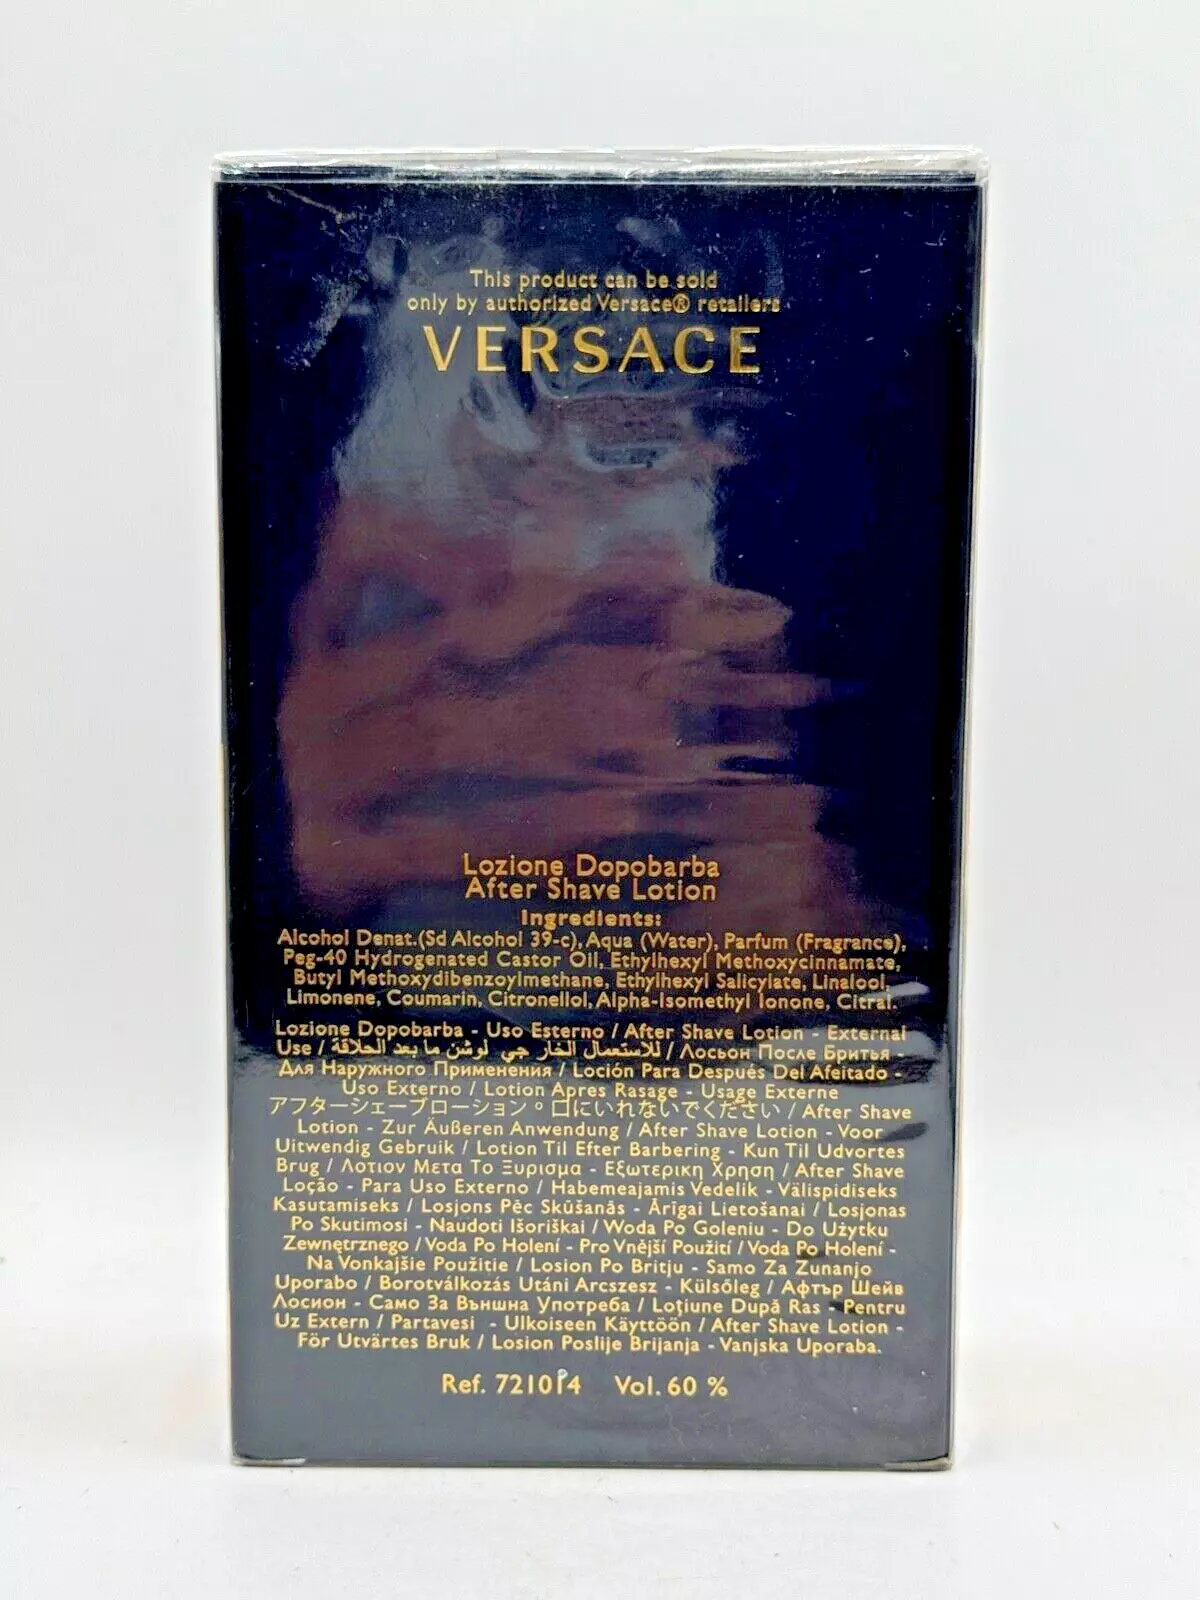 This product can be sold
only by authorized Versace® retailers
VERSACE
Lozione Dopobarba
After Shave Lotion
Ingredients:
Alcohol Denat.(Sd Alcohol 39-c), Aqua (Water), Parfum (Fragrance),
Peg-40 Hydrogenated Castor Oil, Ethylhexyl Methoxycinnamate,
Butyl Methoxydibenzoylmethane, Ethylhexyl Salicylate, Linalool,
Limonene, Coumarin, Citronellol, Alpha-Isomethyl Ionone, Citral.
Lozione Dopobarba - Uso Esterno / After Shave Lotion - External
Use / للاستعمال الخار جي لوشن ما بعد الحلاقة / Лосьон После Бритья -
Для Наружного Применения / Loción Para Después Del Afeitado -
Uso Externo / Lotion Apres Rasage - Usage Externe
アフターシェーブローション。口にいれないでください / After Shave
Lotion - Zur Äußeren Anwendung / After Shave Lotion - Voor
Uitwendig Gebruik / Lotion Til Efter Barbering - Kun Til Udvortes
Brug / Λοτιον Μετα Το Ξυρισμα - Εξωτερικη Χρηση / After Shave
Loção - Para Uso Externo / Habemeajamis Vedelik - Välispidiseks
Kasutamiseks / Losjons Pēc Skūšanās - Ārīgai Lietošanai / Losjonas
Po Skutimosi - Naudoti Išoriškai / Woda Po Goleniu - Do Użytku
Zewnętrznego / Voda Po Holení - Pro Vnější Použití / Voda Po Holení -
Na Vonkajšie Použitie / Losion Po Britju - Samo Za Zunanjo
Uporabo / Borotválkozás Utáni Arcszesz - Külsőleg / Афтър Шейв
Лосион - Само За Външна Употреба / Loțiune După Ras - Pentru
Uz Extern / Partavesi - Ulkoiseen Käyttöön / After Shave Lotion -
För Utvärtes Bruk / Losion Poslije Brijanja - Vanjska Uporaba.
Ref. 721014 Vol. 60 %